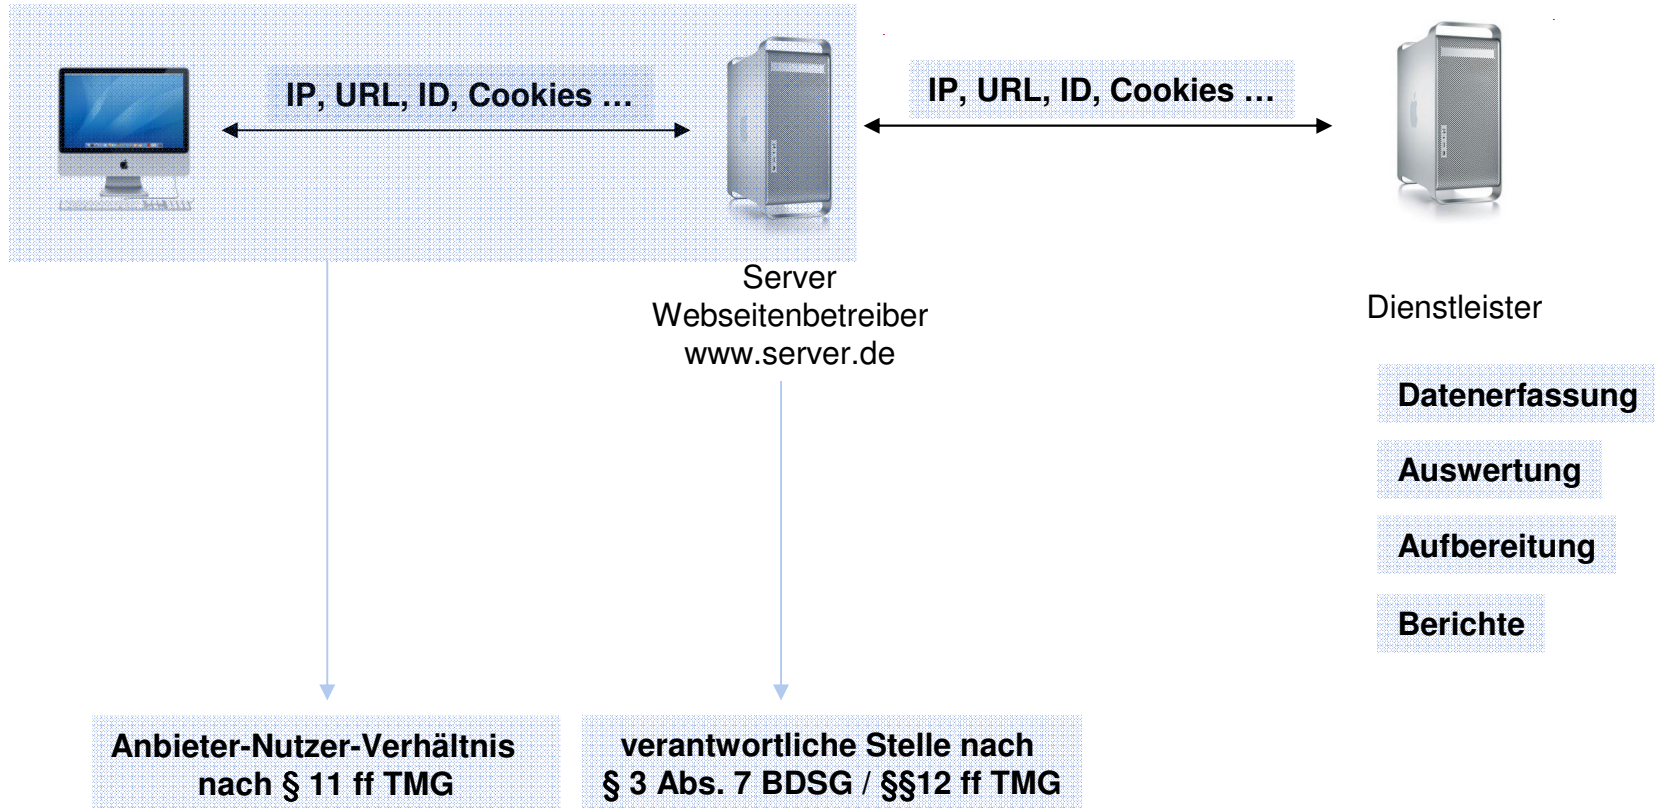 IP, URL, ID, Cookies …
IP, URL, ID, Cookies …
Server
Webseitenbetreiber
www.server.de
Dienstleister
Datenerfassung
Auswertung
Aufbereitung
Berichte
Anbieter-Nutzer-Verhältnis
nach § 11 ff TMG
verantwortliche Stelle nach
§ 3 Abs. 7 BDSG / §§12 ff TMG